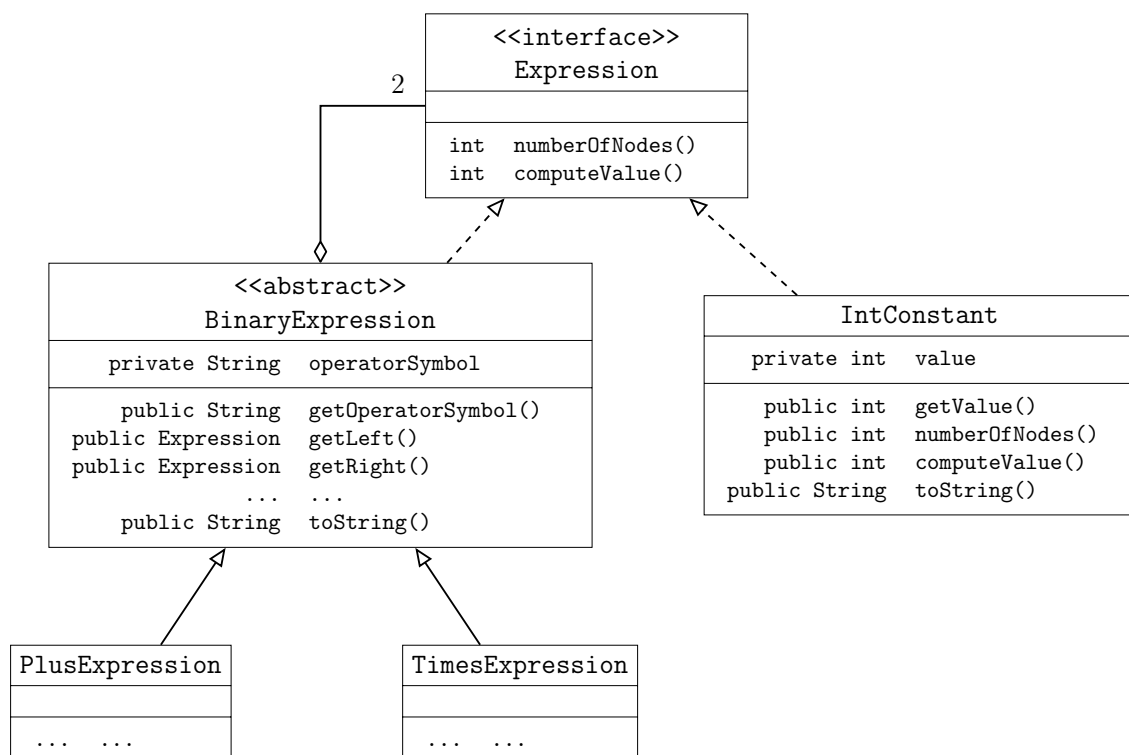 <<interface>>
Expression
2
int numberOfNodes()
int computeValue()
<<abstract>>
BinaryExpression
private String operatorSymbol
public String getOperatorSymbol()
public Expression getLeft()
public Expression getRight()
... ...
public String toString()
IntConstant
private int value
public int getValue()
public int numberOfNodes()
public int computeValue()
public String toString()
PlusExpression
... ...
TimesExpression
... ...